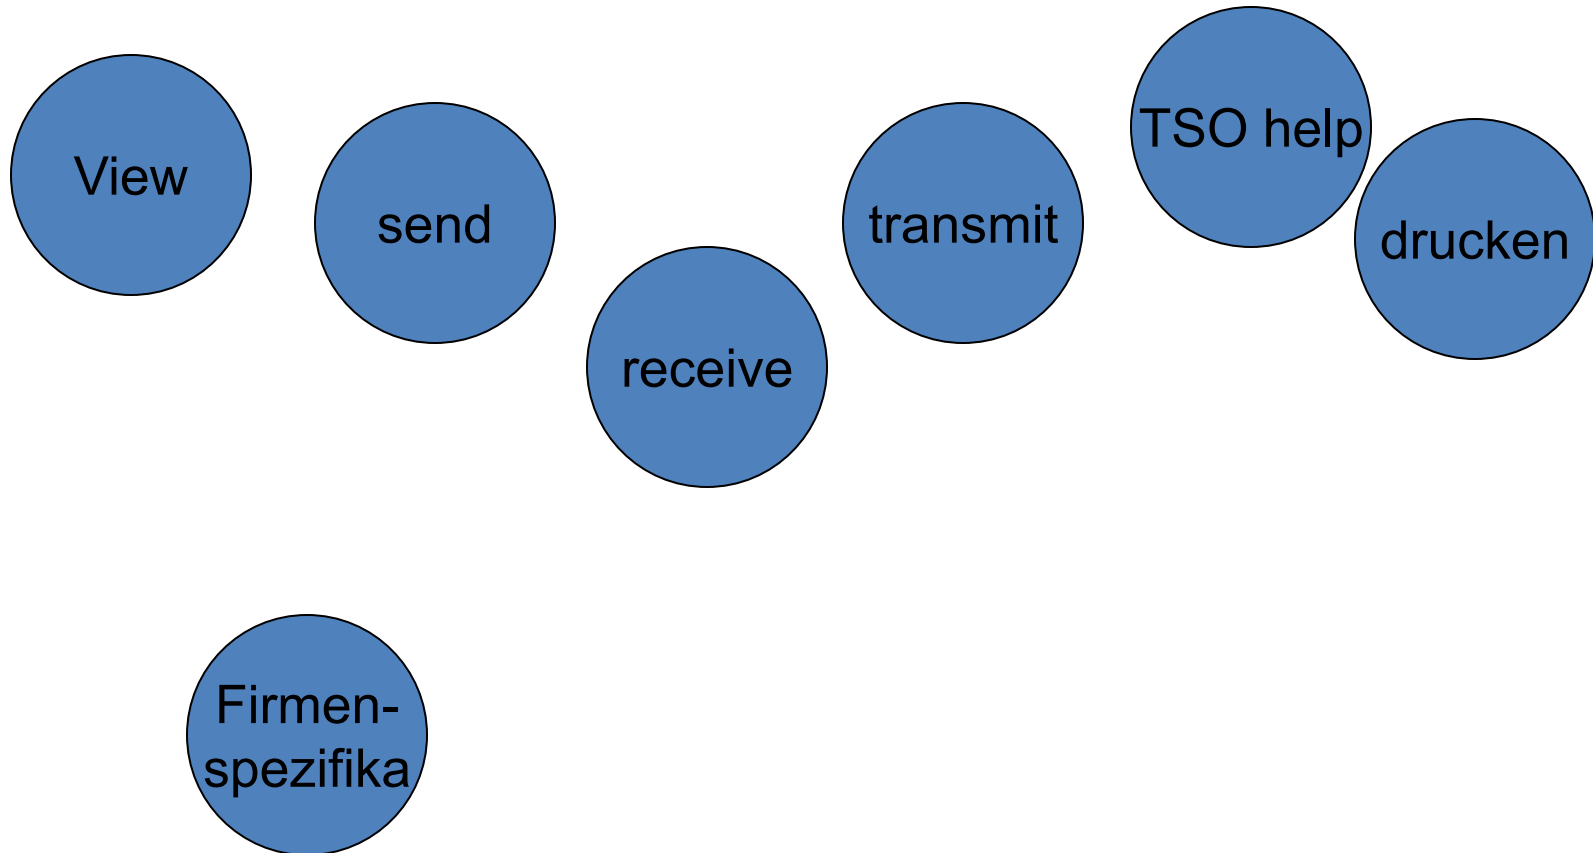 View
send
receive
transmit
TSO help
drucken
Firmen-
spezifika